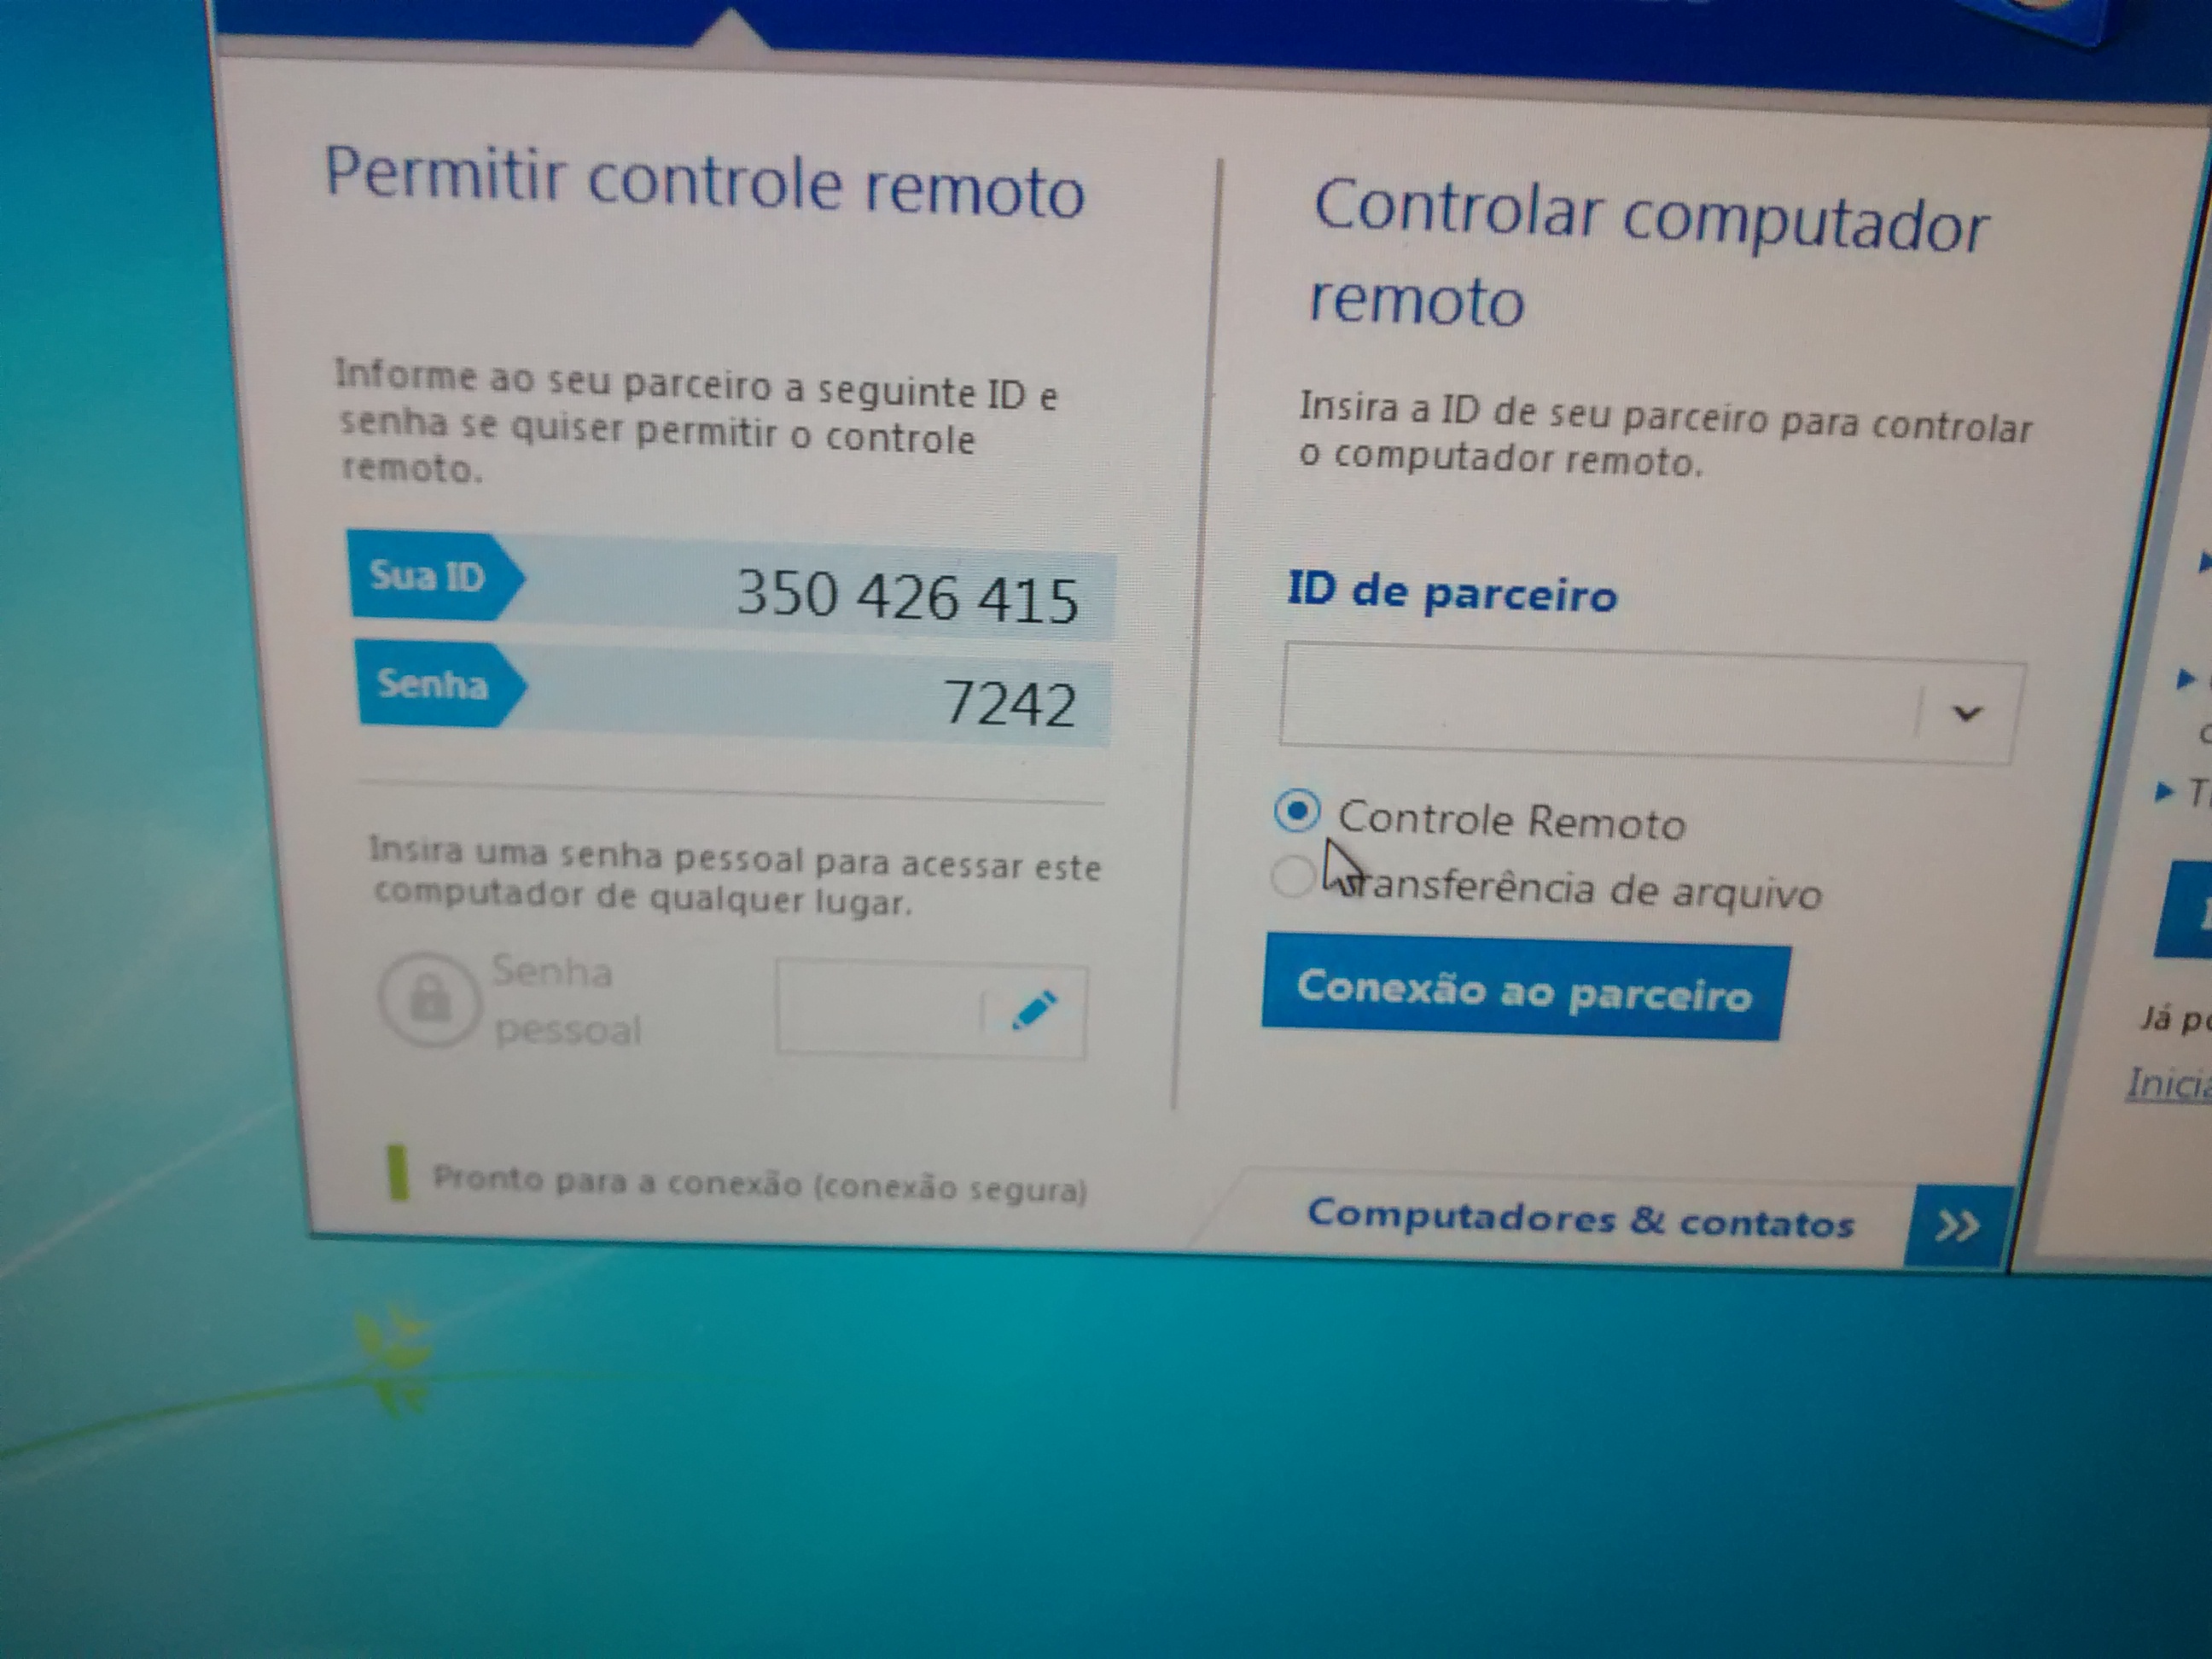 Permitir controle remoto
Informe ao seu parceiro a seguinte ID e
senha se quiser permitir o controle
remoto.
Sua ID
350 426 415
Senha
7242
Insira uma senha pessoal para acessar este
computador de qualquer lugar.
Senha
pessoal
Pronto para a conexão (conexão segura)
Controlar computador
remoto
Insira a ID de seu parceiro para controlar
o computador remoto.
ID de parceiro
Controle Remoto
Transferência de arquivo
Conexão ao parceiro
Computadores & contatos
Já